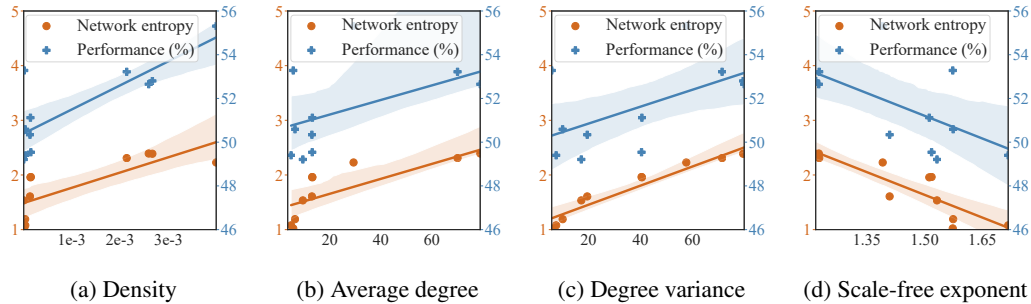 5 56 5 56 5 56 5 56
Network entropy Network entropy Network entropy Network entropy
Performance (%) Performance (%) Performance (%) Performance (%)
54 54 54 54
4 4 4 4
52 52 52 52
3 3 3 3
50 50 50 50
2 2 2 2
48 48 48 48
1 46 1 46 1 46 1 46
1e-3 2e-3 3e-3 20 40 60 20 40 60 1.35 1.50 1.65
(a) Density (b) Average degree (c) Degree variance (d) Scale-free exponent